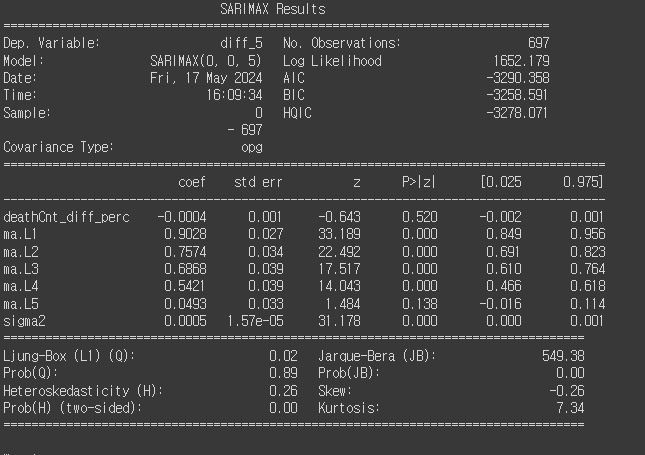 SARIMAX Results
==============================================================================
Dep. Variable: diff_5 No. Observations: 697
Model: SARIMAX(0, 0, 5) Log Likelihood 1652.179
Date: Fri, 17 May 2024 AIC -3290.358
Time: 16:09:34 BIC -3258.591
Sample: 0 HQIC -3278.071
- 697
Covariance Type: opg
======================================================================================
coef std err z P>|z| [0.025 0.975]
--------------------------------------------------------------------------------------
deathCnt_diff_perc -0.0004 0.001 -0.643 0.520 -0.002 0.001
ma.L1 0.9028 0.027 33.189 0.000 0.849 0.956
ma.L2 0.7574 0.034 22.492 0.000 0.691 0.823
ma.L3 0.6868 0.039 17.517 0.000 0.610 0.764
ma.L4 0.5421 0.039 14.043 0.000 0.466 0.618
ma.L5 0.0493 0.033 1.484 0.138 -0.016 0.114
sigma2 0.0005 1.57e-05 31.178 0.000 0.000 0.001
===================================================================================
Ljung-Box (L1) (Q): 0.02 Jarque-Bera (JB): 549.38
Prob(Q): 0.89 Prob(JB): 0.00
Heteroskedasticity (H): 0.26 Skew: -0.26
Prob(H) (two-sided): 0.00 Kurtosis: 7.34
===================================================================================